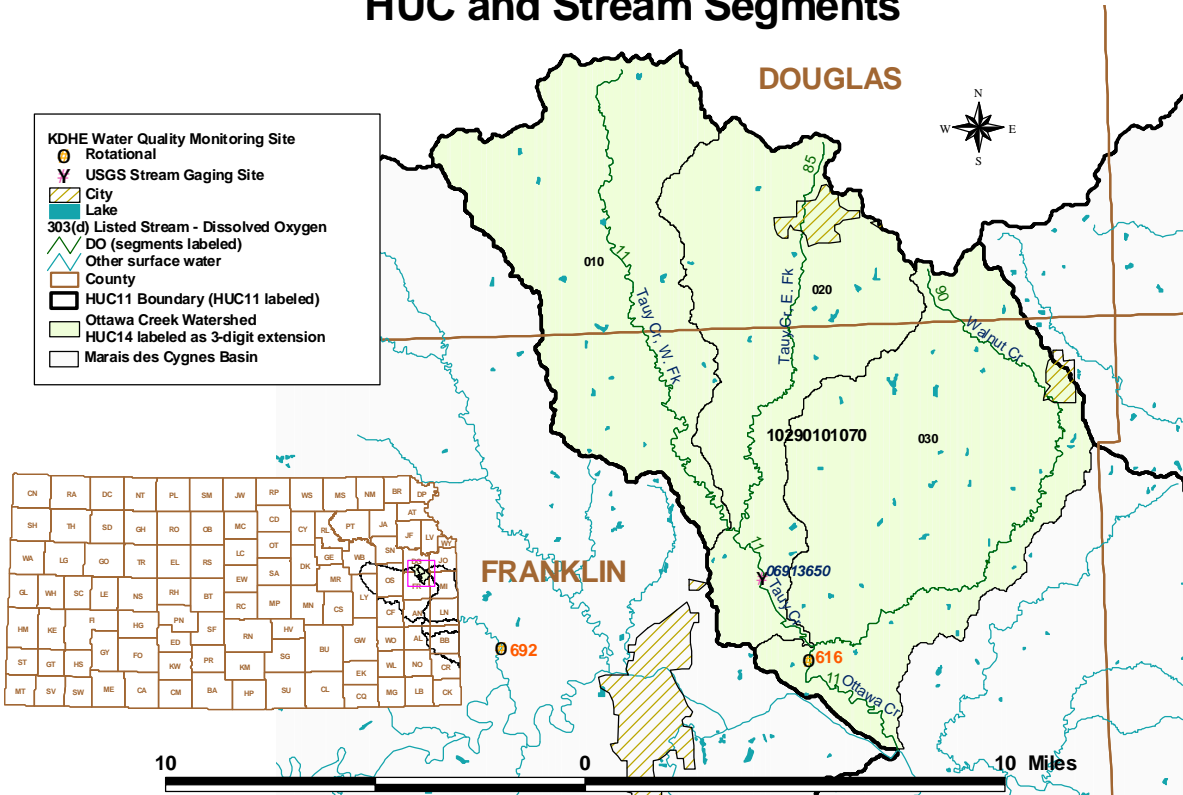 HUC and Stream Segments
DOUGLAS
N
W E
S
KDHE Water Quality Monitoring Site
Rotational
USGS Stream Gaging Site
City
Lake
303(d) Listed Stream - Dissolved Oxygen
DO (segments labeled)
Other surface water
County
HUC11 Boundary (HUC11 labeled)
Ottawa Creek Watershed
HUC14 labeled as 3-digit extension
Marais des Cygnes Basin
85
010
11
Tauy Cr, W. Fk
Tauy Cr, E. Fk
020
90
Walnut Cr
10290101070
030
11
06913650
Tauy Cr
FRANKLIN
692
616
11
Ottawa Cr
CN RA DC NT PL SM JW RP WS MS NM BR DP
SH TH SD GH RO OB MC CD CY RL PT JA AT
JF LV WY
WA LG GO TR EL RS LC OT DK GE WB SN JO
EW SA MR OS MI
GL WH SC LE NS RH BT RC MP MN CS LY CF AN LN
HM KE FI HG PN SF RN HV BU GW WO AL BB
GY ED
ST GT HS FO KW PR KM SG EK WL NO CR
MT SV SW ME CA CM BA HP SU CL CQ MG LB CK
10 0 10 Miles